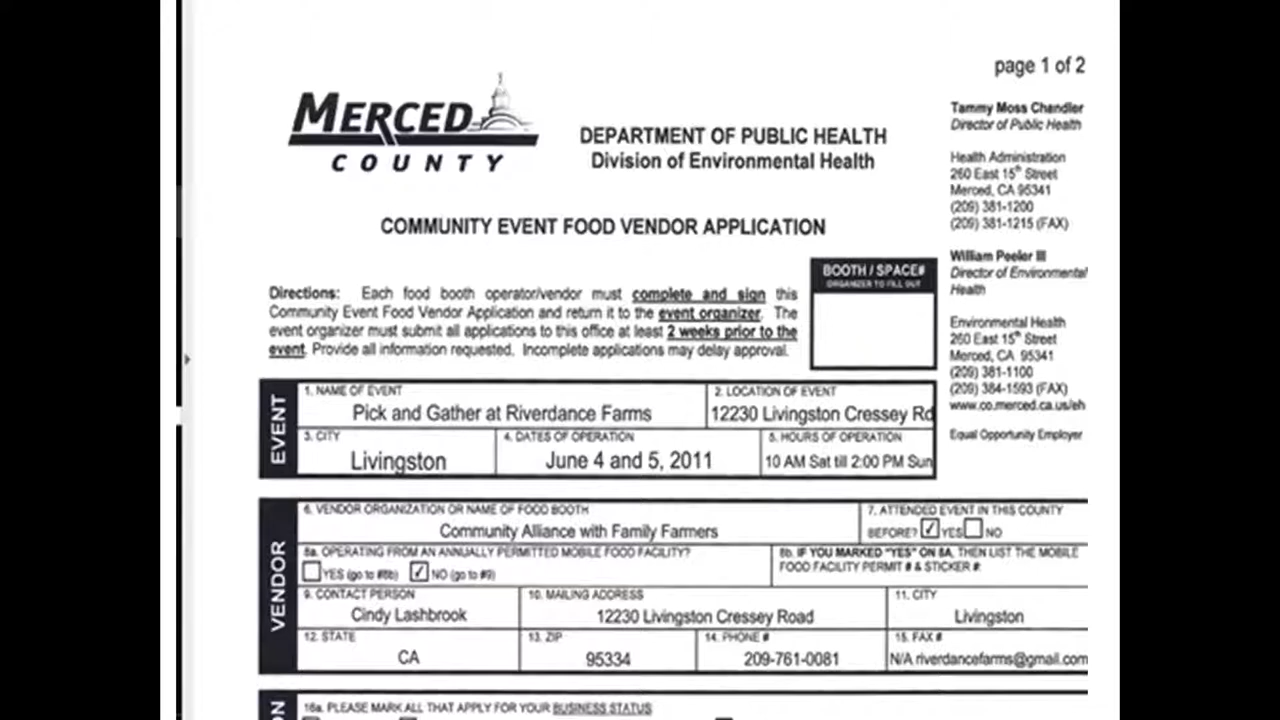 page 1 of 2
MERCED
COUNTY
DEPARTMENT OF PUBLIC HEALTH
Division of Environmental Health
Tammy Moss Chandler
Director of Public Health
Health Administration
260 East 15th Street
Merced, CA 95341
(209) 381-1200
(209) 381-1215 (FAX)
William Peeler III
Director of Environmental
Health
Environmental Health
260 East 15th Street
Merced, CA 95341
(209) 381-1100
(209) 384-1593 (FAX)
www.co.merced.ca.us/eh
Equal Opportunity Employer
COMMUNITY EVENT FOOD VENDOR APPLICATION
BOOTH / SPACE#
ORGANIZER TO FILL OUT
Directions: Each food booth operator/vendor must complete and sign this
Community Event Food Vendor Application and return it to the event organizer. The
event organizer must submit all applications to this office at least 2 weeks prior to the
event. Provide all information requested. Incomplete applications may delay approval.
EVENT
1. NAME OF EVENT
Pick and Gather at Riverdance Farms
2. LOCATION OF EVENT
12230 Livingston Cressey Rd
3. CITY
Livingston
4. DATES OF OPERATION
June 4 and 5, 2011
5. HOURS OF OPERATION
10 AM Sat till 2:00 PM Sun
VENDOR
6. VENDOR ORGANIZATION OR NAME OF FOOD BOOTH
Community Alliance with Family Farmers
7. ATTENDED EVENT IN THIS COUNTY
BEFORE? ✓ YES NO
8a. OPERATING FROM AN ANNUALLY PERMITTED MOBILE FOOD FACILITY?
YES (go to #8b) ✓ NO (go to #9)
8b. IF YOU MARKED "YES" ON 8A, THEN LIST THE MOBILE
FOOD FACILITY PERMIT # & STICKER #:
9. CONTACT PERSON
Cindy Lashbrook
10. MAILING ADDRESS
12230 Livingston Cressey Road
11. CITY
Livingston
12. STATE
CA
13. ZIP
95334
14. PHONE #
209-761-0081
15. FAX #
N/A riverdancefarms@gmail.com
16a. PLEASE MARK ALL THAT APPLY FOR YOUR BUSINESS STATUS